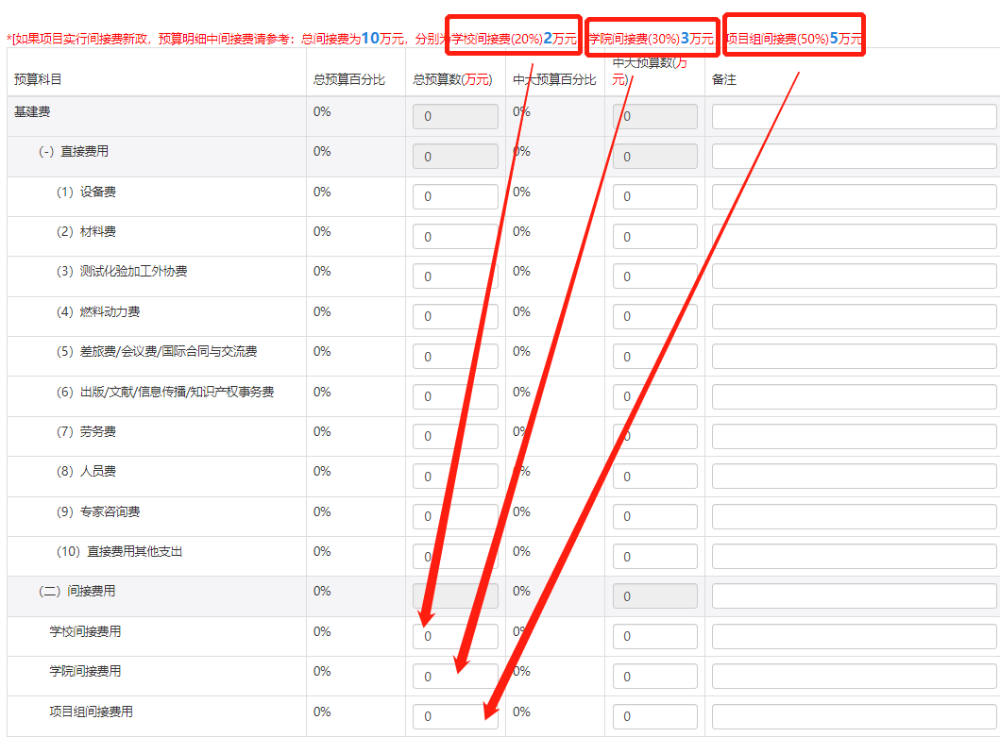 *[如果项目实行间接费新政，预算明细中间接费请参考：总间接费为10万元，分别为学校间接费(20%)2万元 学院间接费(30%)3万元 项目组间接费(50%)5万元
预算科目 总预算百分比 总预算数(万元) 中大预算百分比 中大预算数(万元) 备注
基建费 0% 0 0% 0
(-) 直接费用 0% 0 0% 0
(1) 设备费 0% 0 0% 0
(2) 材料费 0% 0 0% 0
(3) 测试化验加工外协费 0% 0 0% 0
(4) 燃料动力费 0% 0 0% 0
(5) 差旅费/会议费/国际合同与交流费 0% 0 0% 0
(6) 出版/文献/信息传播/知识产权事务费 0% 0 0% 0
(7) 劳务费 0% 0 0% 0
(8) 人员费 0% 0 0% 0
(9) 专家咨询费 0% 0 0% 0
(10) 直接费用其他支出 0% 0 0% 0
(二) 间接费用 0% 0% 0
学校间接费用 0% 0 0% 0
学院间接费用 0% 0 0% 0
项目组间接费用 0% 0 0% 0